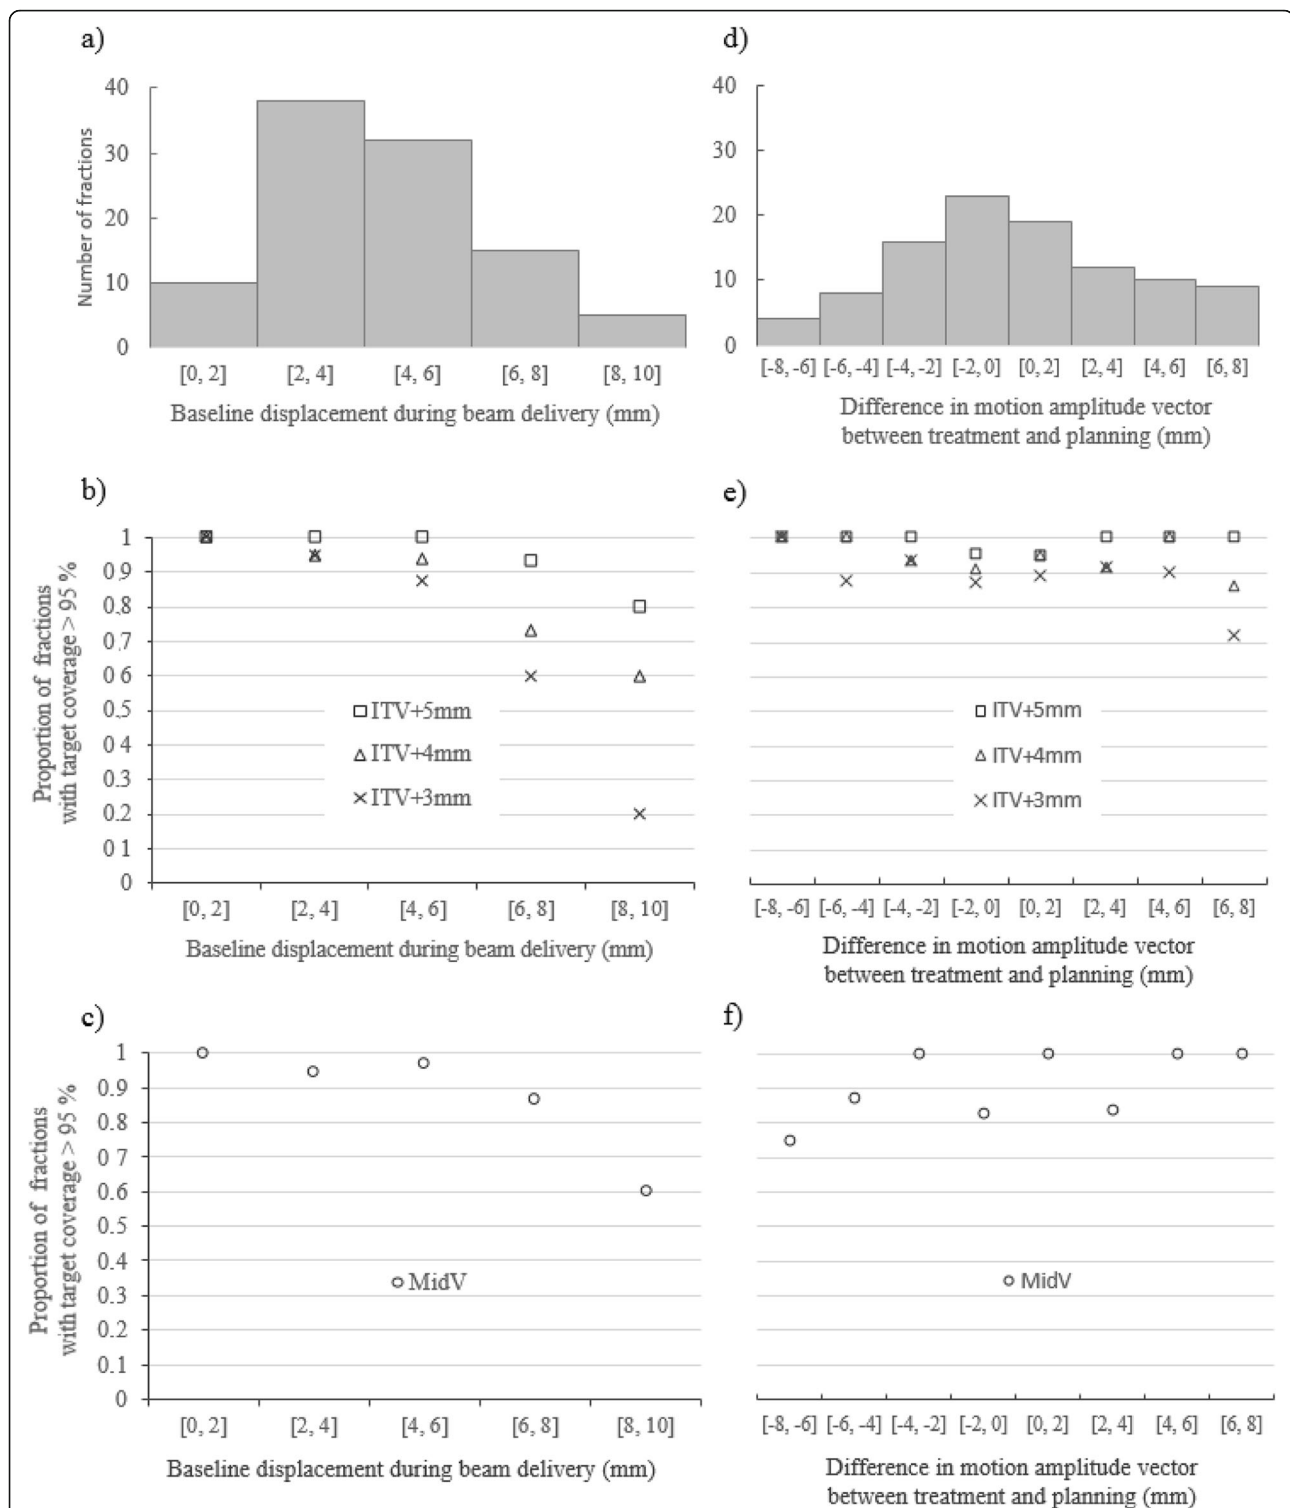 a)
40
30
20
10
0
Number of fractions
[0, 2] [2, 4] [4, 6] [6, 8] [8, 10]
Baseline displacement during beam delivery (mm)
d)
40
30
20
10
0
[-8, -6] [-6, -4] [-4, -2] [-2, 0] [0, 2] [2, 4] [4, 6] [6, 8]
Difference in motion amplitude vector
between treatment and planning (mm)
b)
Proportion of fractions
with target coverage > 95 %
1
0 9
0.8
0.7
0 6
0.5
0.4
0.3
0.2
0 1
0
ITV+5mm
ITV+4mm
ITV+3mm
[0, 2] [2, 4] [4, 6] [6, 8] [8, 10]
Baseline displacement during beam delivery (mm)
e)
ITV+5mm
ITV+4mm
ITV+3mm
[-8, -6] [-6, -4] [-4, -2] [-2, 0] [0, 2] [2, 4] [4, 6] [6, 8]
Difference in motion amplitude vector
between treatment and planning (mm)
c)
Proportion of fractions
with target coverage > 95 %
1
0.9
0.8
0.7
0.6
0.5
0.4
0.3
0.2
0.1
0
MidV
[0, 2] [2, 4] [4, 6] [6, 8] [8, 10]
Baseline displacement during beam delivery (mm)
f)
MidV
[-8, -6] [-6, -4] [-4, -2] [-2, 0] [0, 2] [2, 4] [4, 6] [6, 8]
Difference in motion amplitude vector
between treatment and planning (mm)